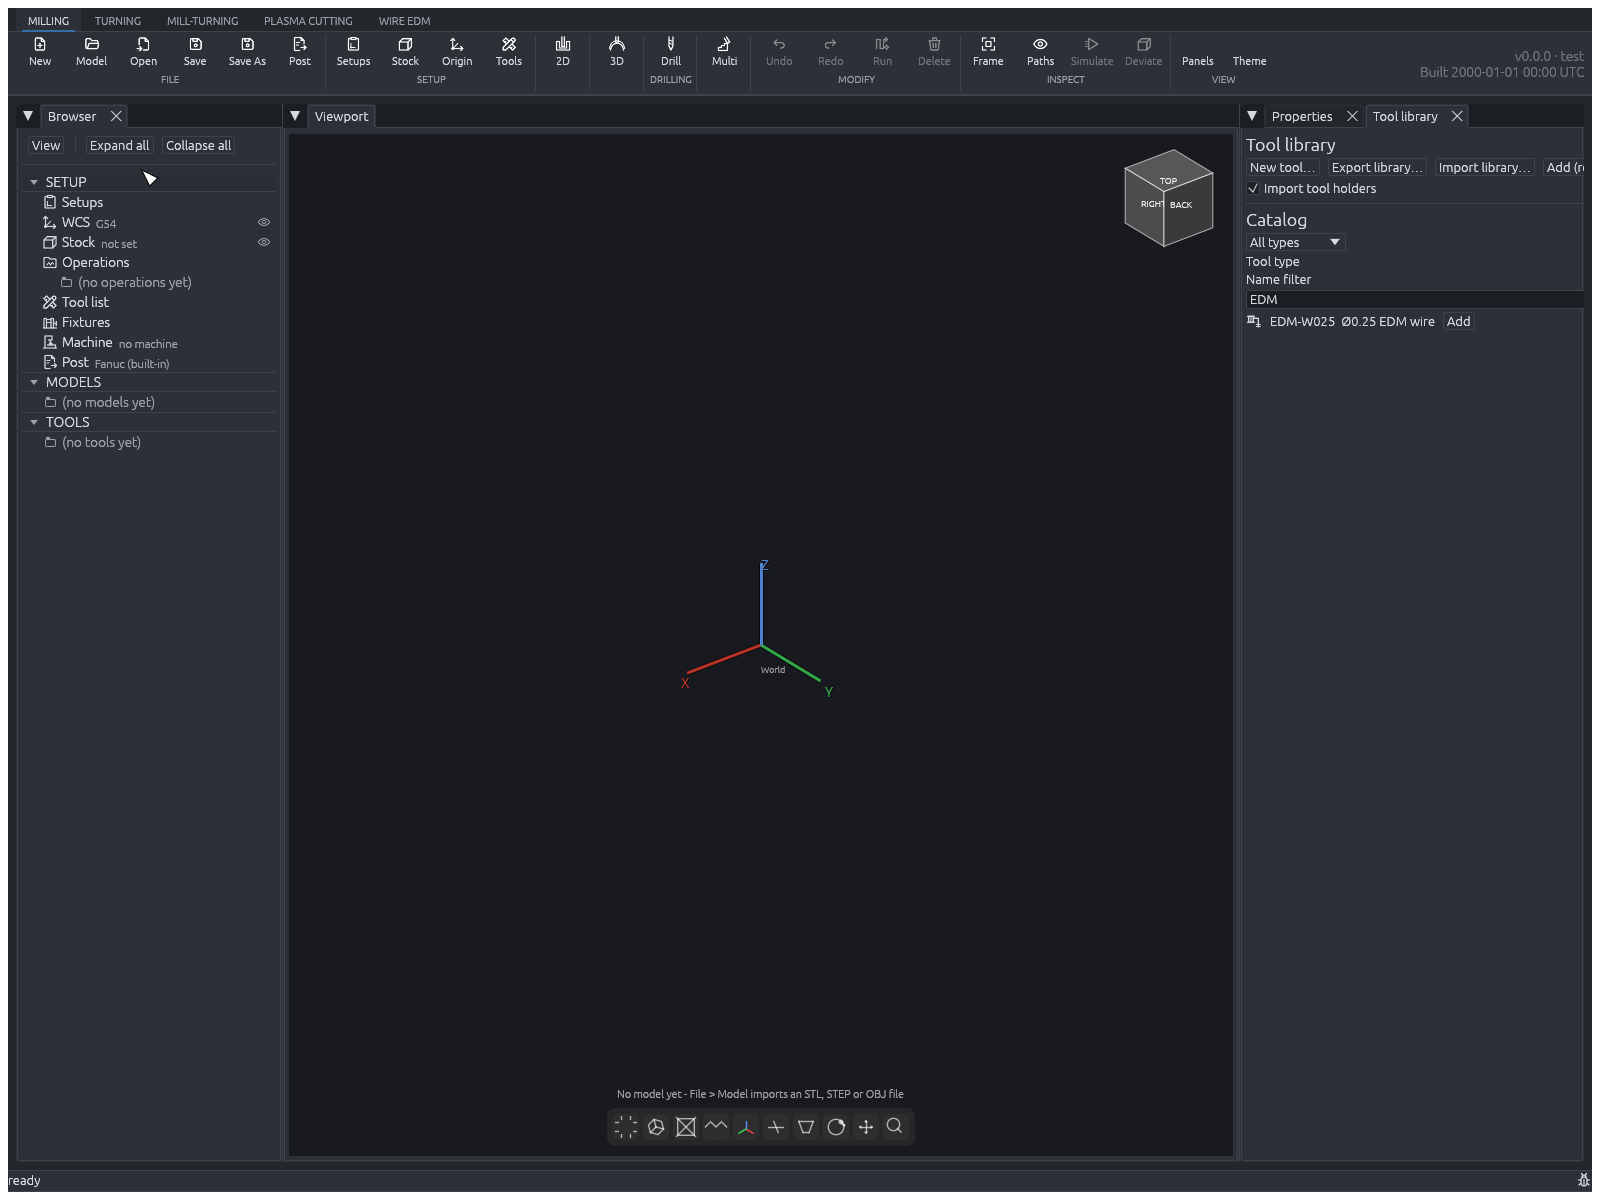 MILLING TURNING MILL-TURNING PLASMA CUTTING WIRE EDM
New Model Open Save Save As Post Setups Stock Origin Tools 2D 3D Drill Multi Undo Redo Run Delete Frame Paths Simulate Deviate Panels Theme
FILE SETUP DRILLING MODIFY INSPECT VIEW
v0.0.0 · test
Built 2000-01-01 00:00 UTC
Browser
View Expand all Collapse all
SETUP
Setups
WCS G54
Stock not set
Operations
(no operations yet)
Tool list
Fixtures
Machine no machine
Post Fanuc (built-in)
MODELS
(no models yet)
TOOLS
(no tools yet)
Viewport
TOP
RIGHT BACK
Z
World
X
Y
No model yet - File > Model imports an STL, STEP or OBJ file
Properties Tool library
Tool library
New tool... Export library... Import library... Add (r
Import tool holders
Catalog
All types
Tool type
Name filter
EDM
EDM-W025 Ø0.25 EDM wire Add
ready